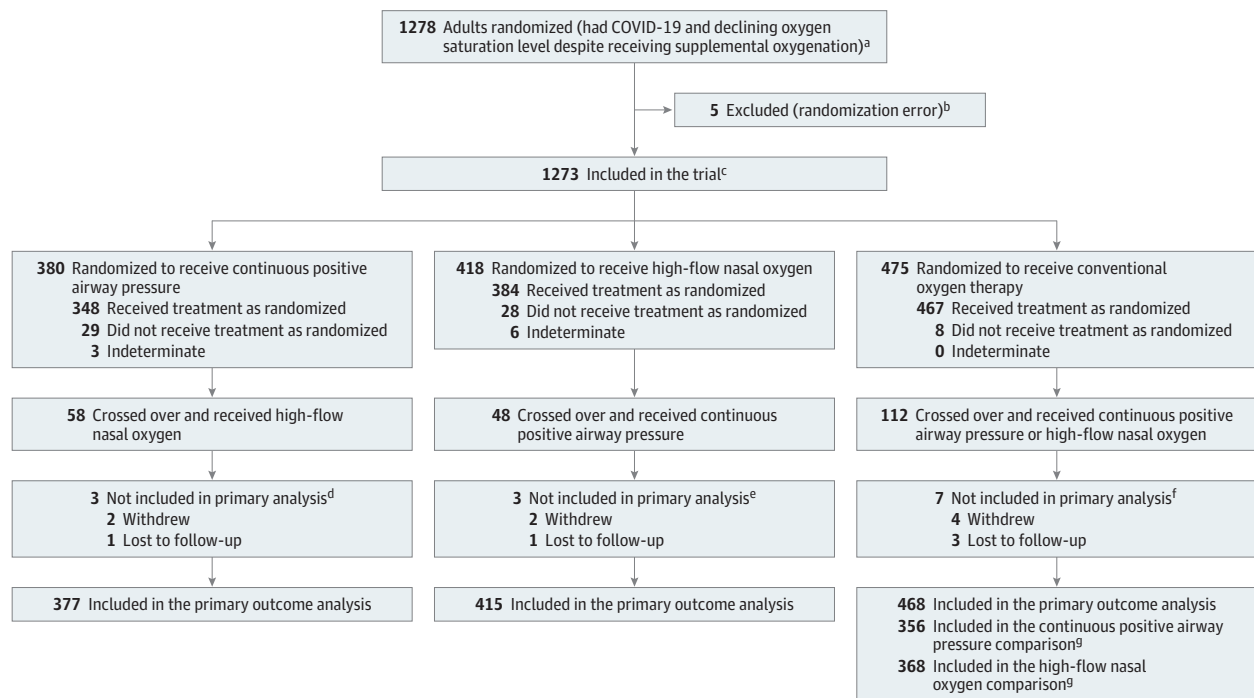 1278 Adults randomized (had COVID-19 and declining oxygen
saturation level despite receiving supplemental oxygenation)a
5 Excluded (randomization error)b
1273 Included in the trialc
380 Randomized to receive continuous positive
airway pressure
348 Received treatment as randomized
29 Did not receive treatment as randomized
3 Indeterminate
418 Randomized to receive high-flow nasal oxygen
384 Received treatment as randomized
28 Did not receive treatment as randomized
6 Indeterminate
475 Randomized to receive conventional
oxygen therapy
467 Received treatment as randomized
8 Did not receive treatment as randomized
0 Indeterminate
58 Crossed over and received high-flow
nasal oxygen
48 Crossed over and received continuous
positive airway pressure
112 Crossed over and received continuous positive
airway pressure or high-flow nasal oxygen
3 Not included in primary analysisd
2 Withdrew
1 Lost to follow-up
3 Not included in primary analysise
2 Withdrew
1 Lost to follow-up
7 Not included in primary analysisf
4 Withdrew
3 Lost to follow-up
377 Included in the primary outcome analysis
415 Included in the primary outcome analysis
468 Included in the primary outcome analysis
356 Included in the continuous positive airway
pressure comparisong
368 Included in the high-flow nasal
oxygen comparisong